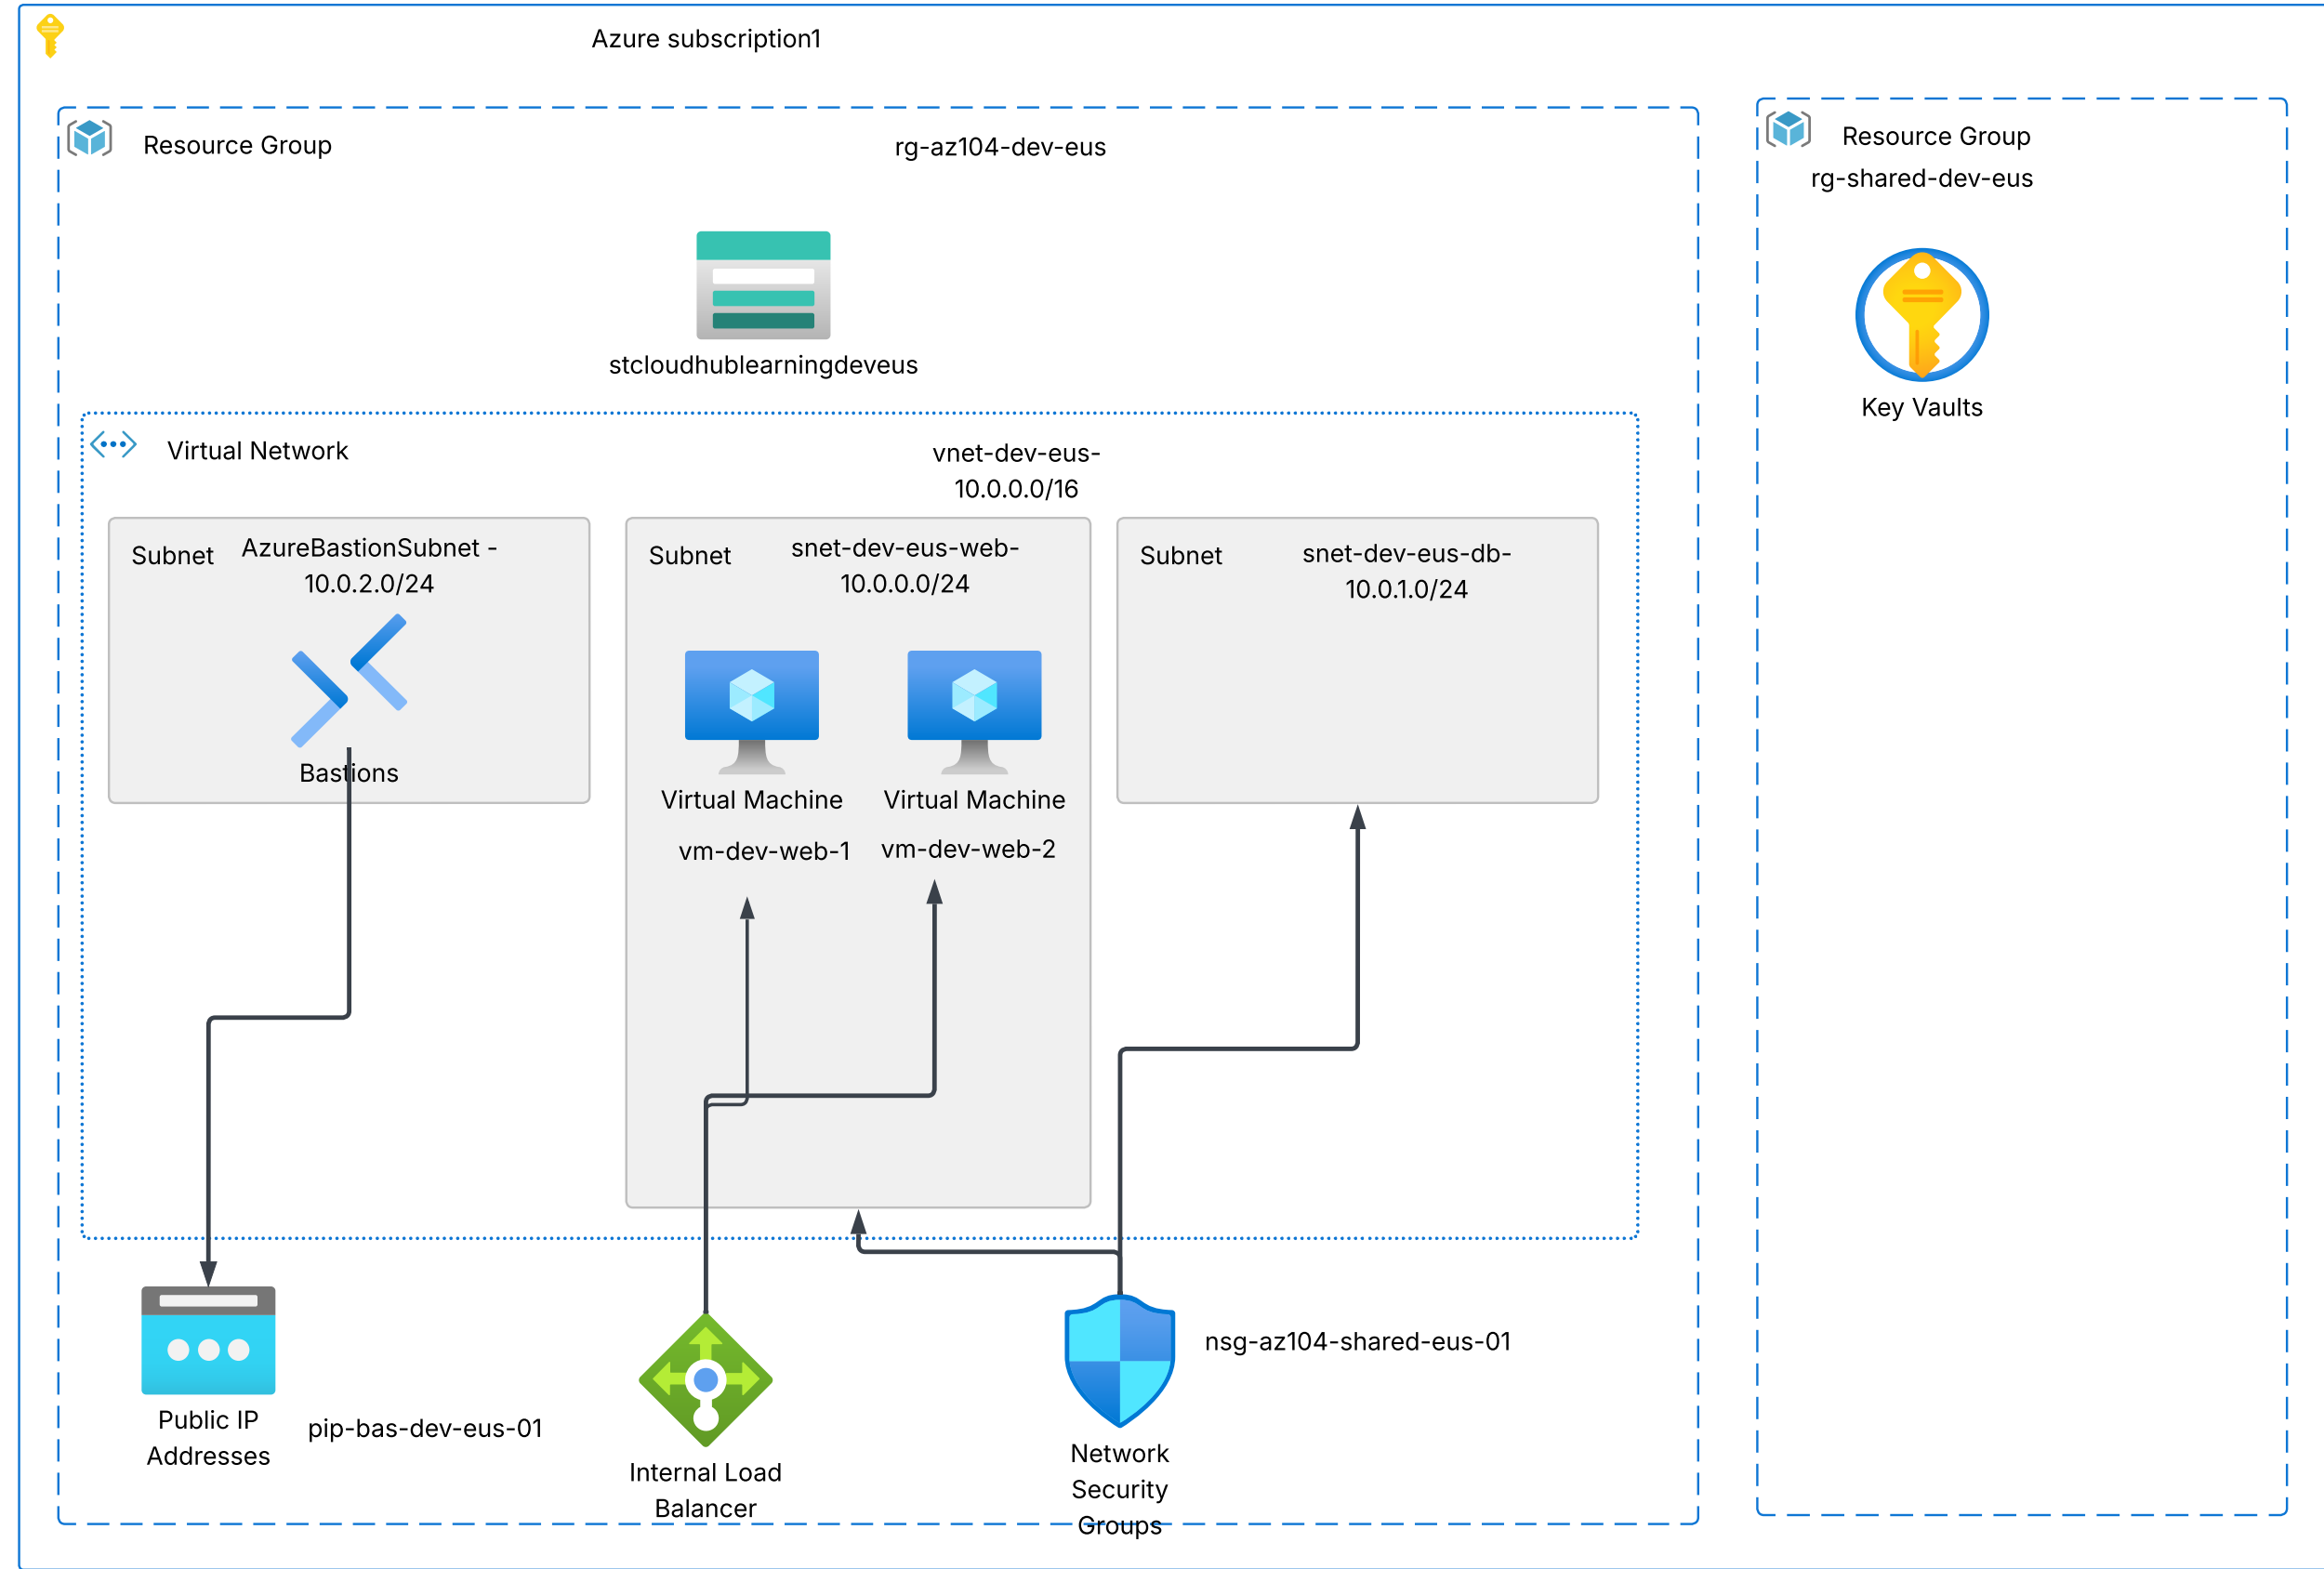 Azure subscription1
Resource Group
rg-az104-dev-eus
Resource Group
rg-shared-dev-eus
stcloudhublearningdeveus
Key Vaults
Virtual Network
vnet-dev-eus-
10.0.0.0/16
Subnet
AzureBastionSubnet -
10.0.2.0/24
Subnet
snet-dev-eus-web-
10.0.0.0/24
Subnet
snet-dev-eus-db-
10.0.1.0/24
Bastions
Virtual Machine
vm-dev-web-1
Virtual Machine
vm-dev-web-2
Public IP
Addresses
pip-bas-dev-eus-01
Internal Load
Balancer
nsg-az104-shared-eus-01
Network
Security
Groups